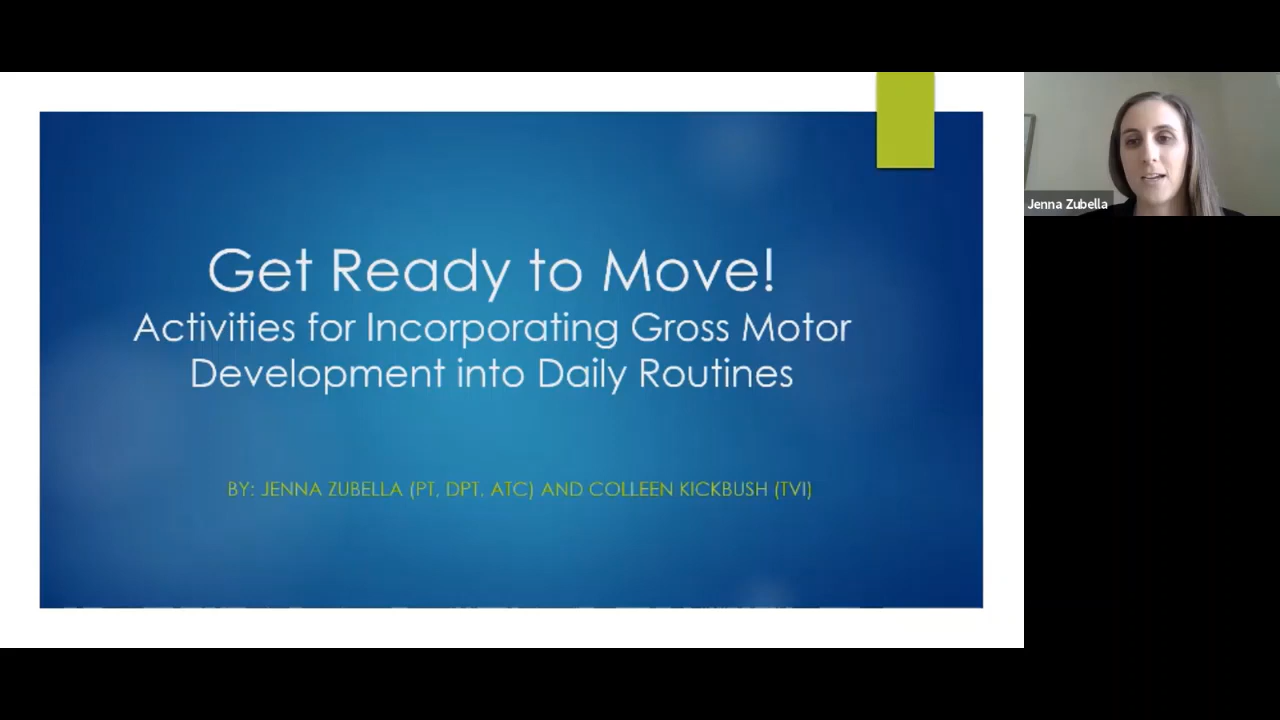 Get Ready to Move!
Activities for Incorporating Gross Motor
Development into Daily Routines
BY: JENNA ZUBELLA (PT, DPT, ATC) AND COLLEEN KICKBUSH (TVI)
Jenna Zubella